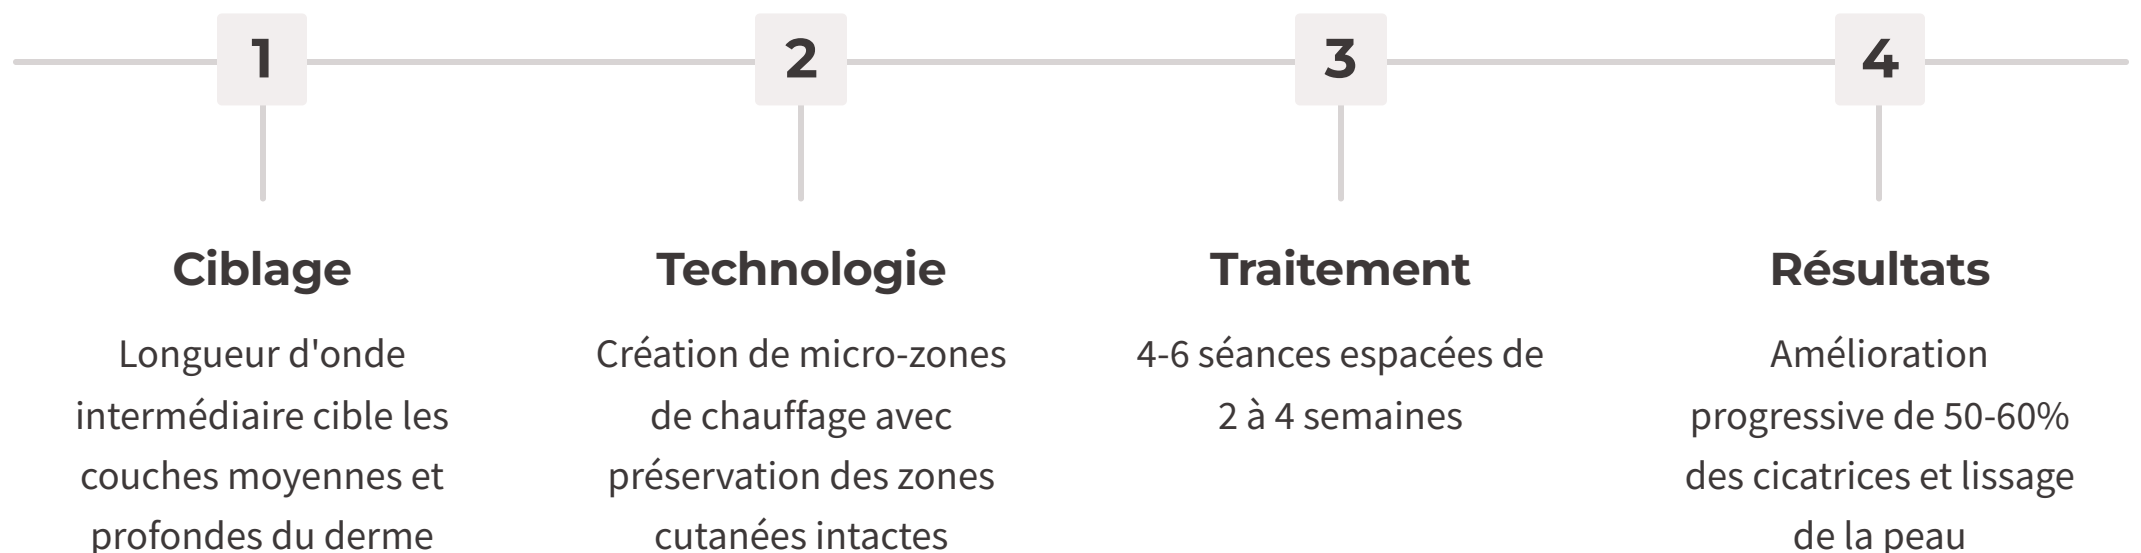 1
2
3
4
Ciblage
Longueur d'onde
intermédiaire cible les
couches moyennes et
profondes du derme
Technologie
Création de micro-zones
de chauffage avec
préservation des zones
cutanées intactes
Traitement
4-6 séances espacées de
2 à 4 semaines
Résultats
Amélioration
progressive de 50-60%
des cicatrices et lissage
de la peau